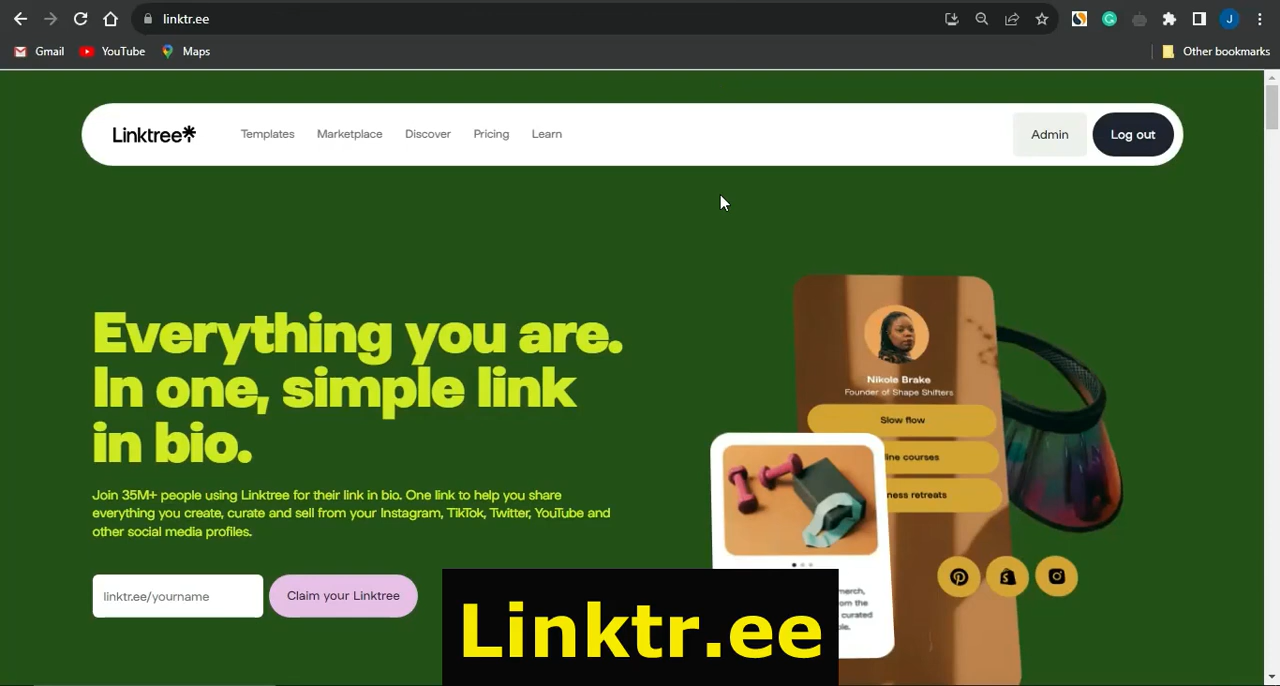 linktr.ee
J
Gmail
YouTube
Maps
Other bookmarks
Linktree
Templates
Marketplace
Discover
Pricing
Learn
Admin
Log out
Everything you are.
In one, simple link
in bio.
Join 35M+ people using Linktree for their link in bio. One link to help you share
everything you create, curate and sell from your Instagram, TikTok, Twitter, YouTube and
other social media profiles.
linktr.ee/yourname
Claim your Linktree
Nikole Brake
Founder of Shape Shifters
Slow flow
line courses
ness retreats
merch,
om the
curated
Linktr.ee